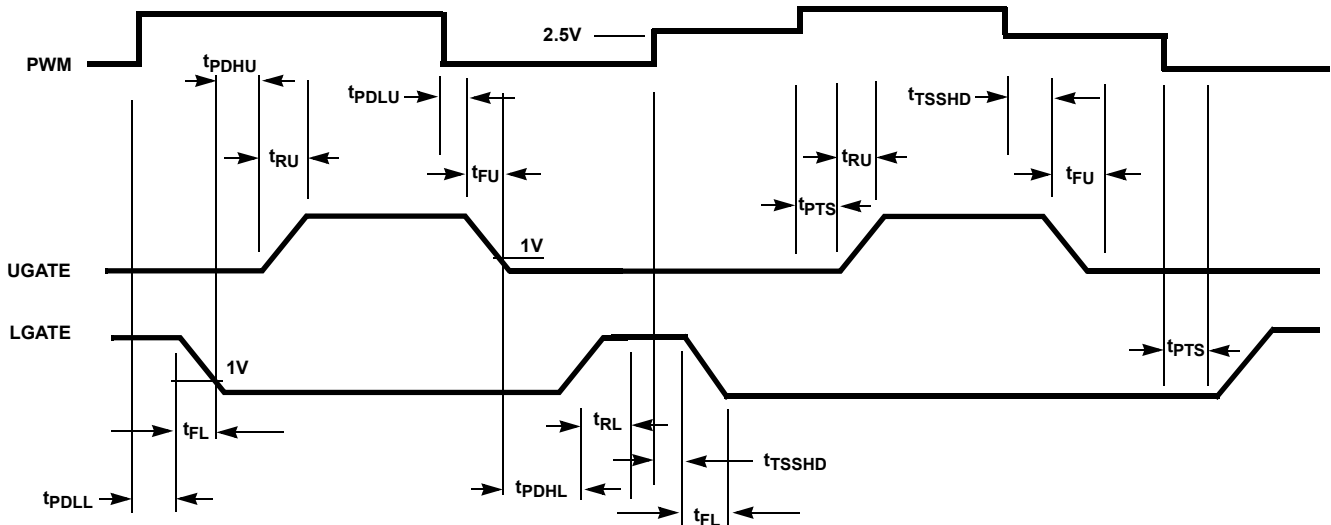 2.5V
PWM
tPDHU
tPDLU
tTSSHD
tRU
tRU
tFU
tFU
tPTS
1V
UGATE
LGATE
tPTS
1V
tRL
tFL
tTSSHD
tPDHL
tPDLL
tFL